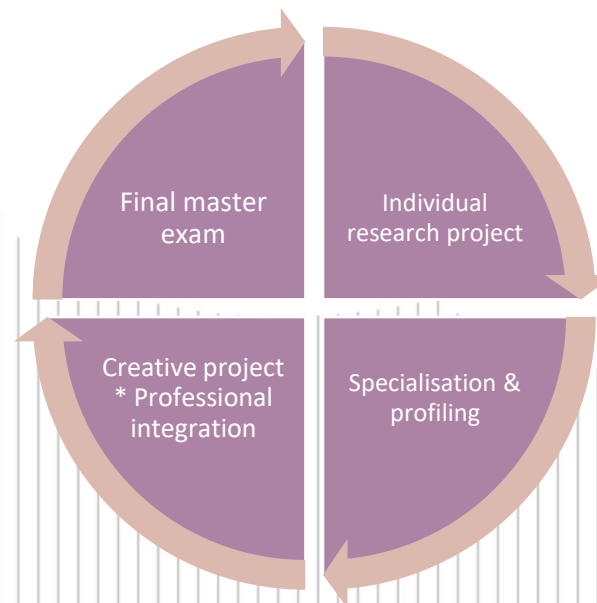 Final master
exam
Individual
research project
Creative project
* Professional
integration
Specialisation &
profiling